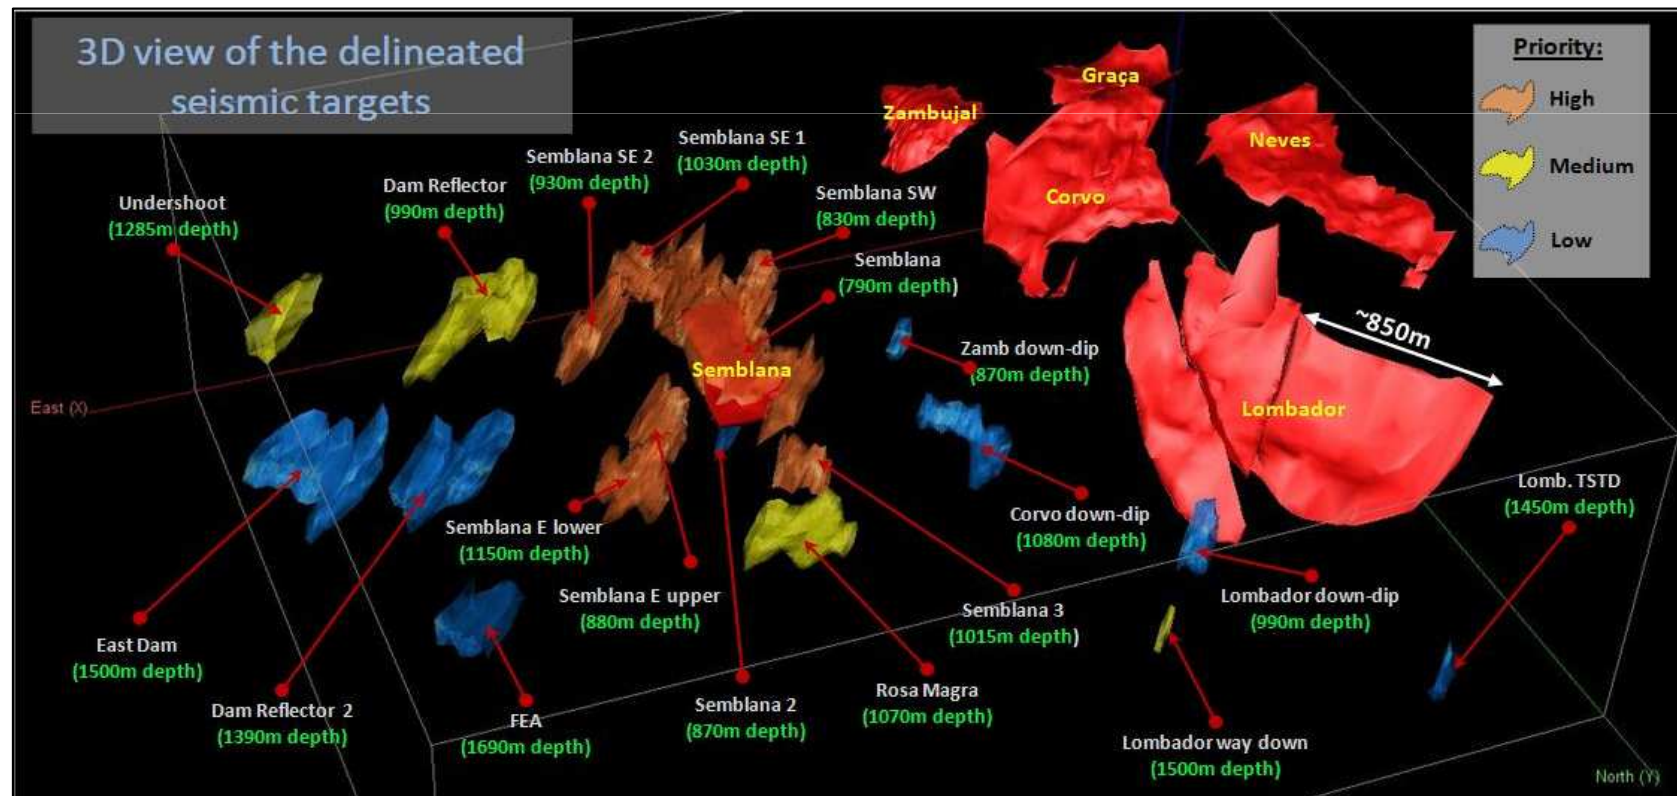 3D view of the delineated
seismic targets
Priority:
High
Medium
Low
Graça
Zambujal
Neves
Corvo
Semblana SE 1
(1030m depth)
Semblana SE 2
(930m depth)
Dam Reflector
(990m depth)
Semblana SW
(830m depth)
Undershoot
(1285m depth)
Semblana
(790m depth)
~850m
Zamb down-dip
(870m depth)
Semblana
East (X)
Lombador
Lomb. TSTD
(1450m depth)
Corvo down-dip
(1080m depth)
Semblana E lower
(1150m depth)
Semblana E upper
(880m depth)
Semblana 3
(1015m depth)
Lombador down-dip
(990m depth)
East Dam
(1500m depth)
Dam Reflector 2
(1390m depth)
FEA
(1690m depth)
Semblana 2
(870m depth)
Rosa Magra
(1070m depth)
Lombador way down
(1500m depth)
North (Y)